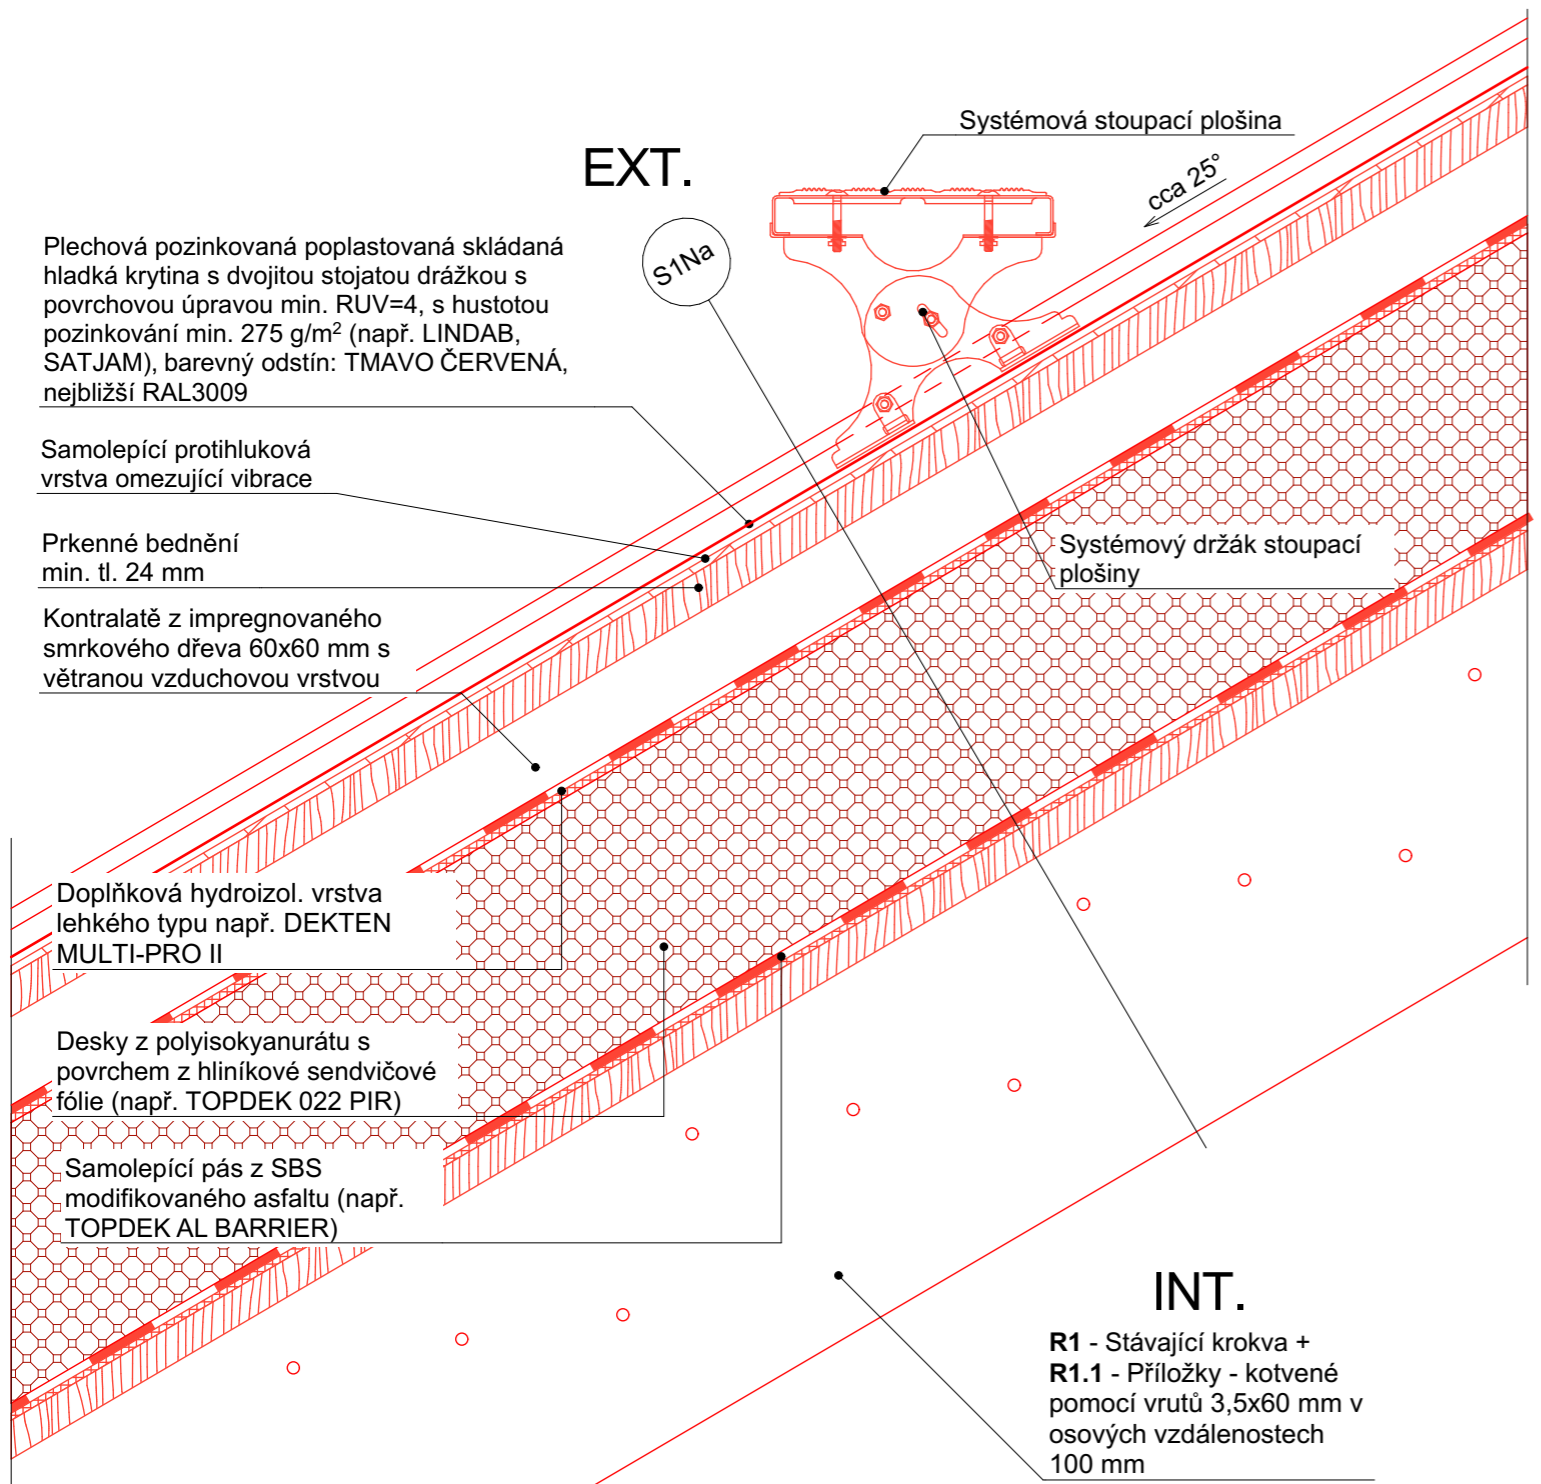 Systémová stoupací plošina
EXT.
cca 25°
S1Na
Plechová pozinkovaná poplastovaná skládaná
hladká krytina s dvojitou stojatou drážkou s
povrchovou úpravou min. RUV=4, s hustotou
pozinkování min. 275 g/m² (např. LINDAB,
SATJAM), barevný odstín: TMAVO ČERVENÁ,
nejbližší RAL3009
Samolepící protihluková
vrstva omezující vibrace
Prkenné bednění
min. tl. 24 mm
Systémový držák stoupací
plošiny
Kontralatě z impregnovaného
smrkového dřeva 60x60 mm s
větranou vzduchovou vrstvou
Doplňková hydroizol. vrstva
lehkého typu např. DEKTEN
MULTI-PRO II
Desky z polyisokyanurátu s
povrchem z hliníkové sendvičové
fólie (např. TOPDEK 022 PIR)
Samolepící pás z SBS
modifikovaného asfaltu (např.
TOPDEK AL BARRIER)
INT.
R1 - Stávající krokva +
R1.1 - Příložky - kotvené
pomocí vrutů 3,5x60 mm v
osových vzdálenostech
100 mm